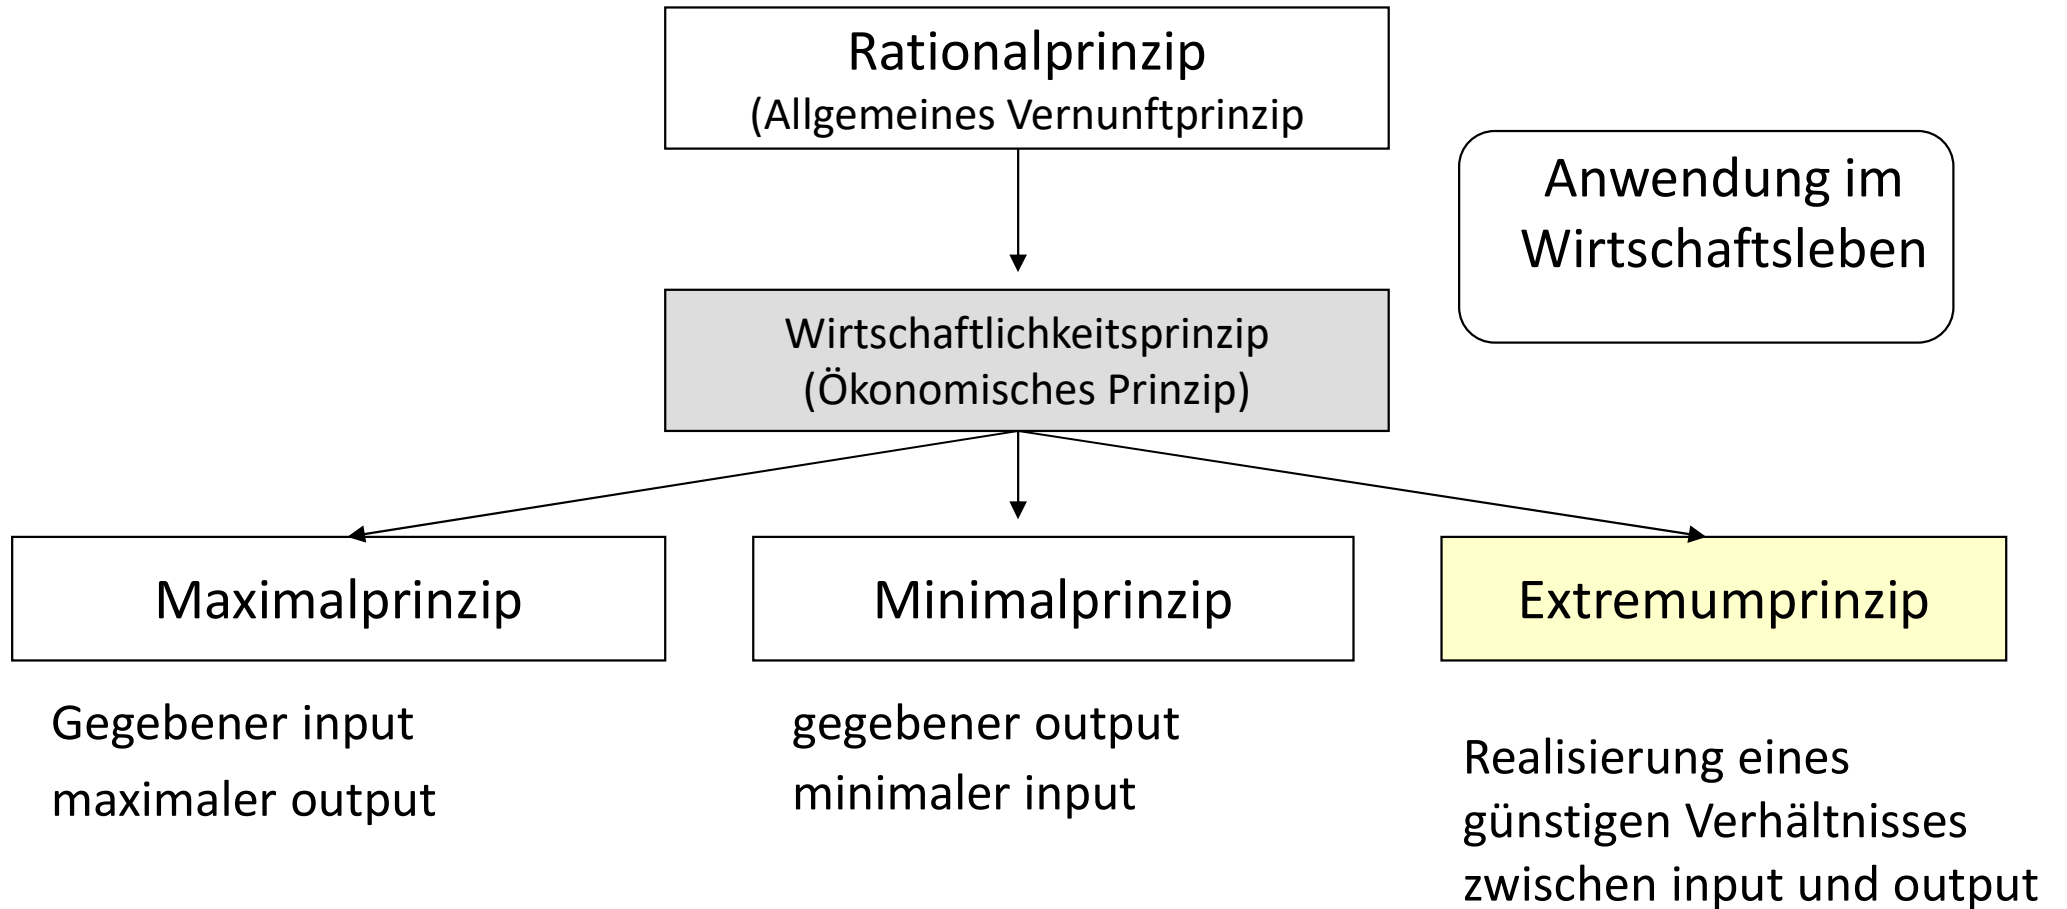 Rationalprinzip
(Allgemeines Vernunftprinzip
Anwendung im
Wirtschaftsleben
Wirtschaftlichkeitsprinzip
(Ökonomisches Prinzip)
Maximalprinzip
Minimalprinzip
Extremumprinzip
Gegebener input
maximaler output
gegebener output
minimaler input
Realisierung eines
günstigen Verhältnisses
zwischen input und output